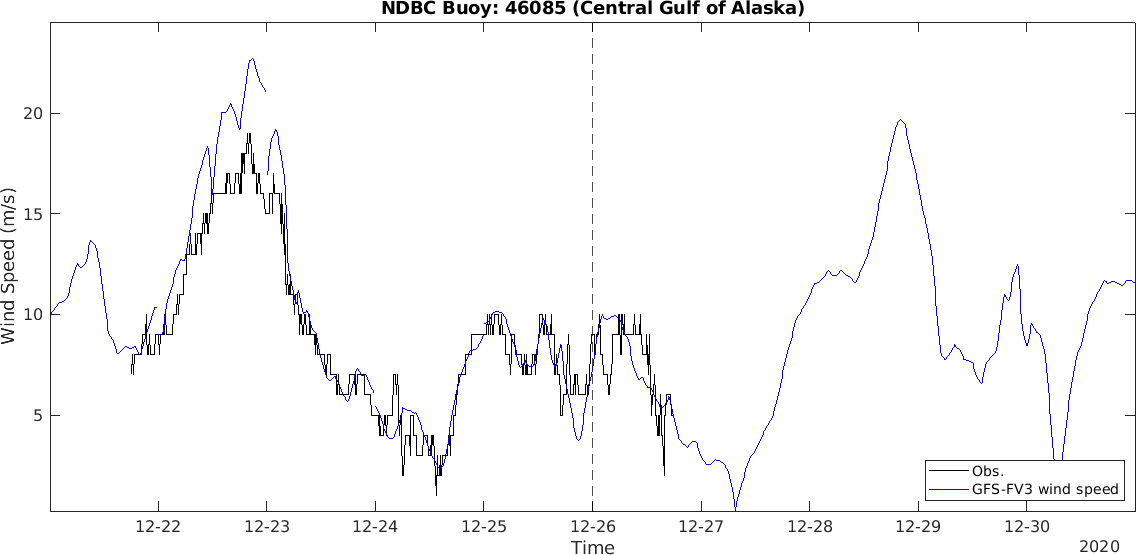 NDBC Buoy: 46085 (Central Gulf of Alaska)
Wind Speed (m/s)
20
15
10
5
Obs.
GFS-FV3 wind speed
12-22 12-23 12-24 12-25 12-26 12-27 12-28 12-29 12-30
Time
2020